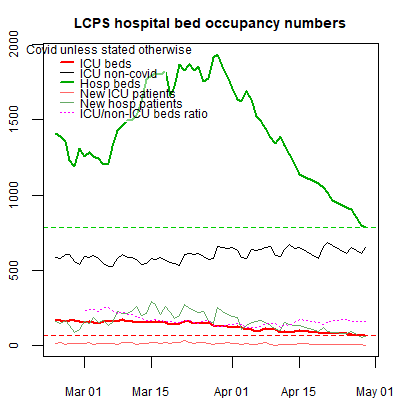 LCPS hospital bed occupancy numbers
Covid unless stated otherwise
ICU beds
ICU non-covid
Hosp beds
New ICU patients
New hosp patients
ICU/non-ICU beds ratio
2000
1500
1000
500
0
Mar 01 Mar 15 Apr 01 Apr 15 May 01